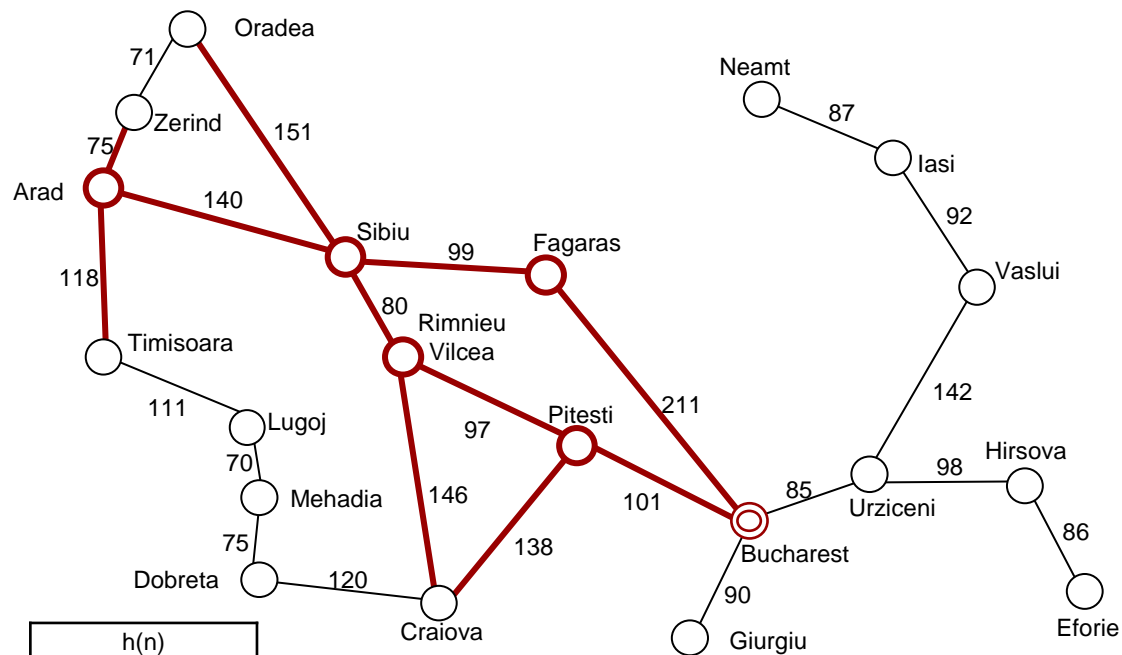 Oradea
71
Neamt
87
Zerind
151
75
Iasi
Arad
140
92
Sibiu
Fagaras
99
Vaslui
118
80
Rimnieu
Vilcea
Timisoara
142
111
211
Pitesti
Lugoj
97
Hirsova
70
98
Mehadia
146
101
85
Urziceni
86
75
138
Bucharest
Dobreta
120
90
Craiova
Giurgiu
Eforie
h(n)